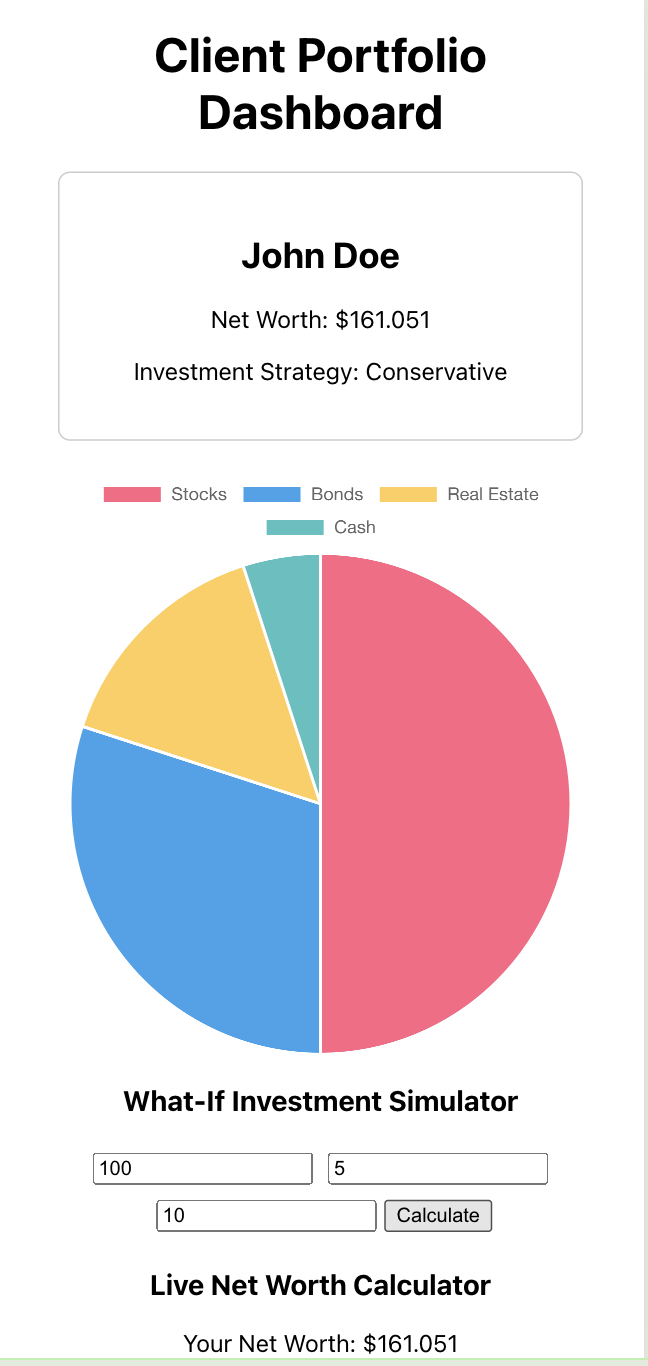 Client Portfolio
Dashboard
John Doe
Net Worth: $161.051
Investment Strategy: Conservative
Stocks Bonds Real Estate
Cash
What-If Investment Simulator
100 5
10 Calculate
Live Net Worth Calculator
Your Net Worth: $161.051